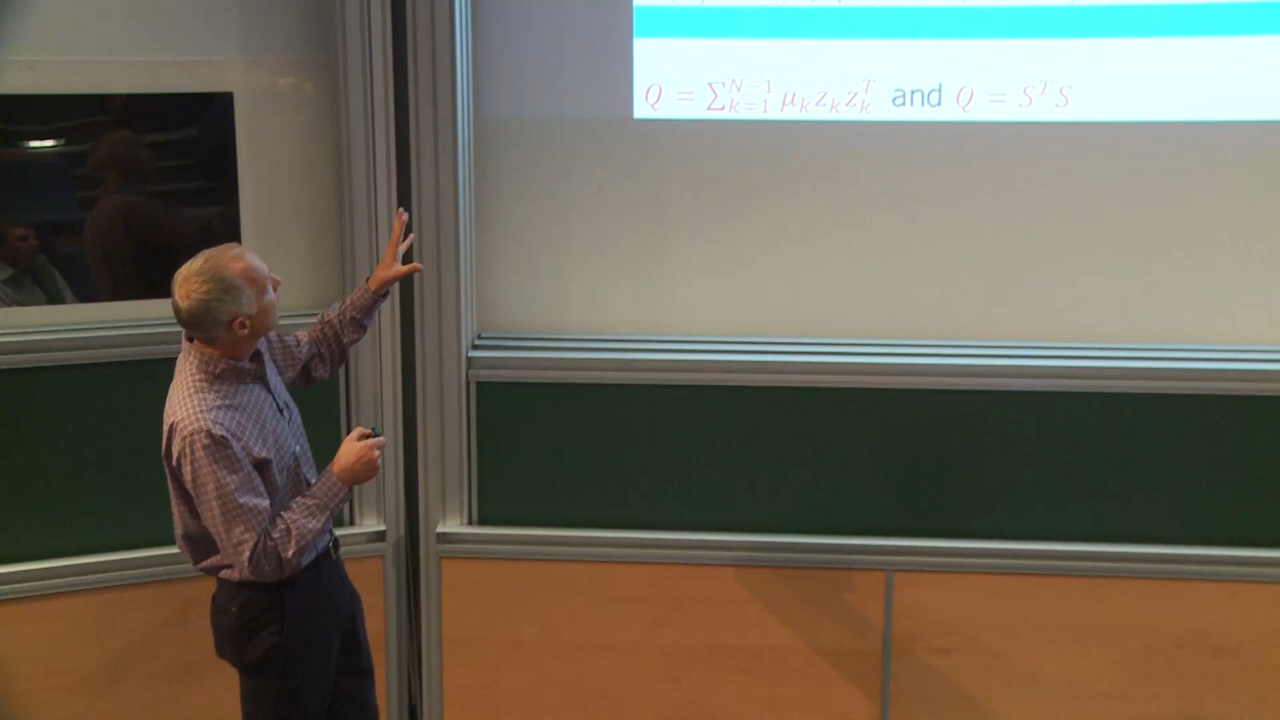 Q = ∑_{k=1}^{N-1} μ_k z_k z_k^T and Q = S^T S